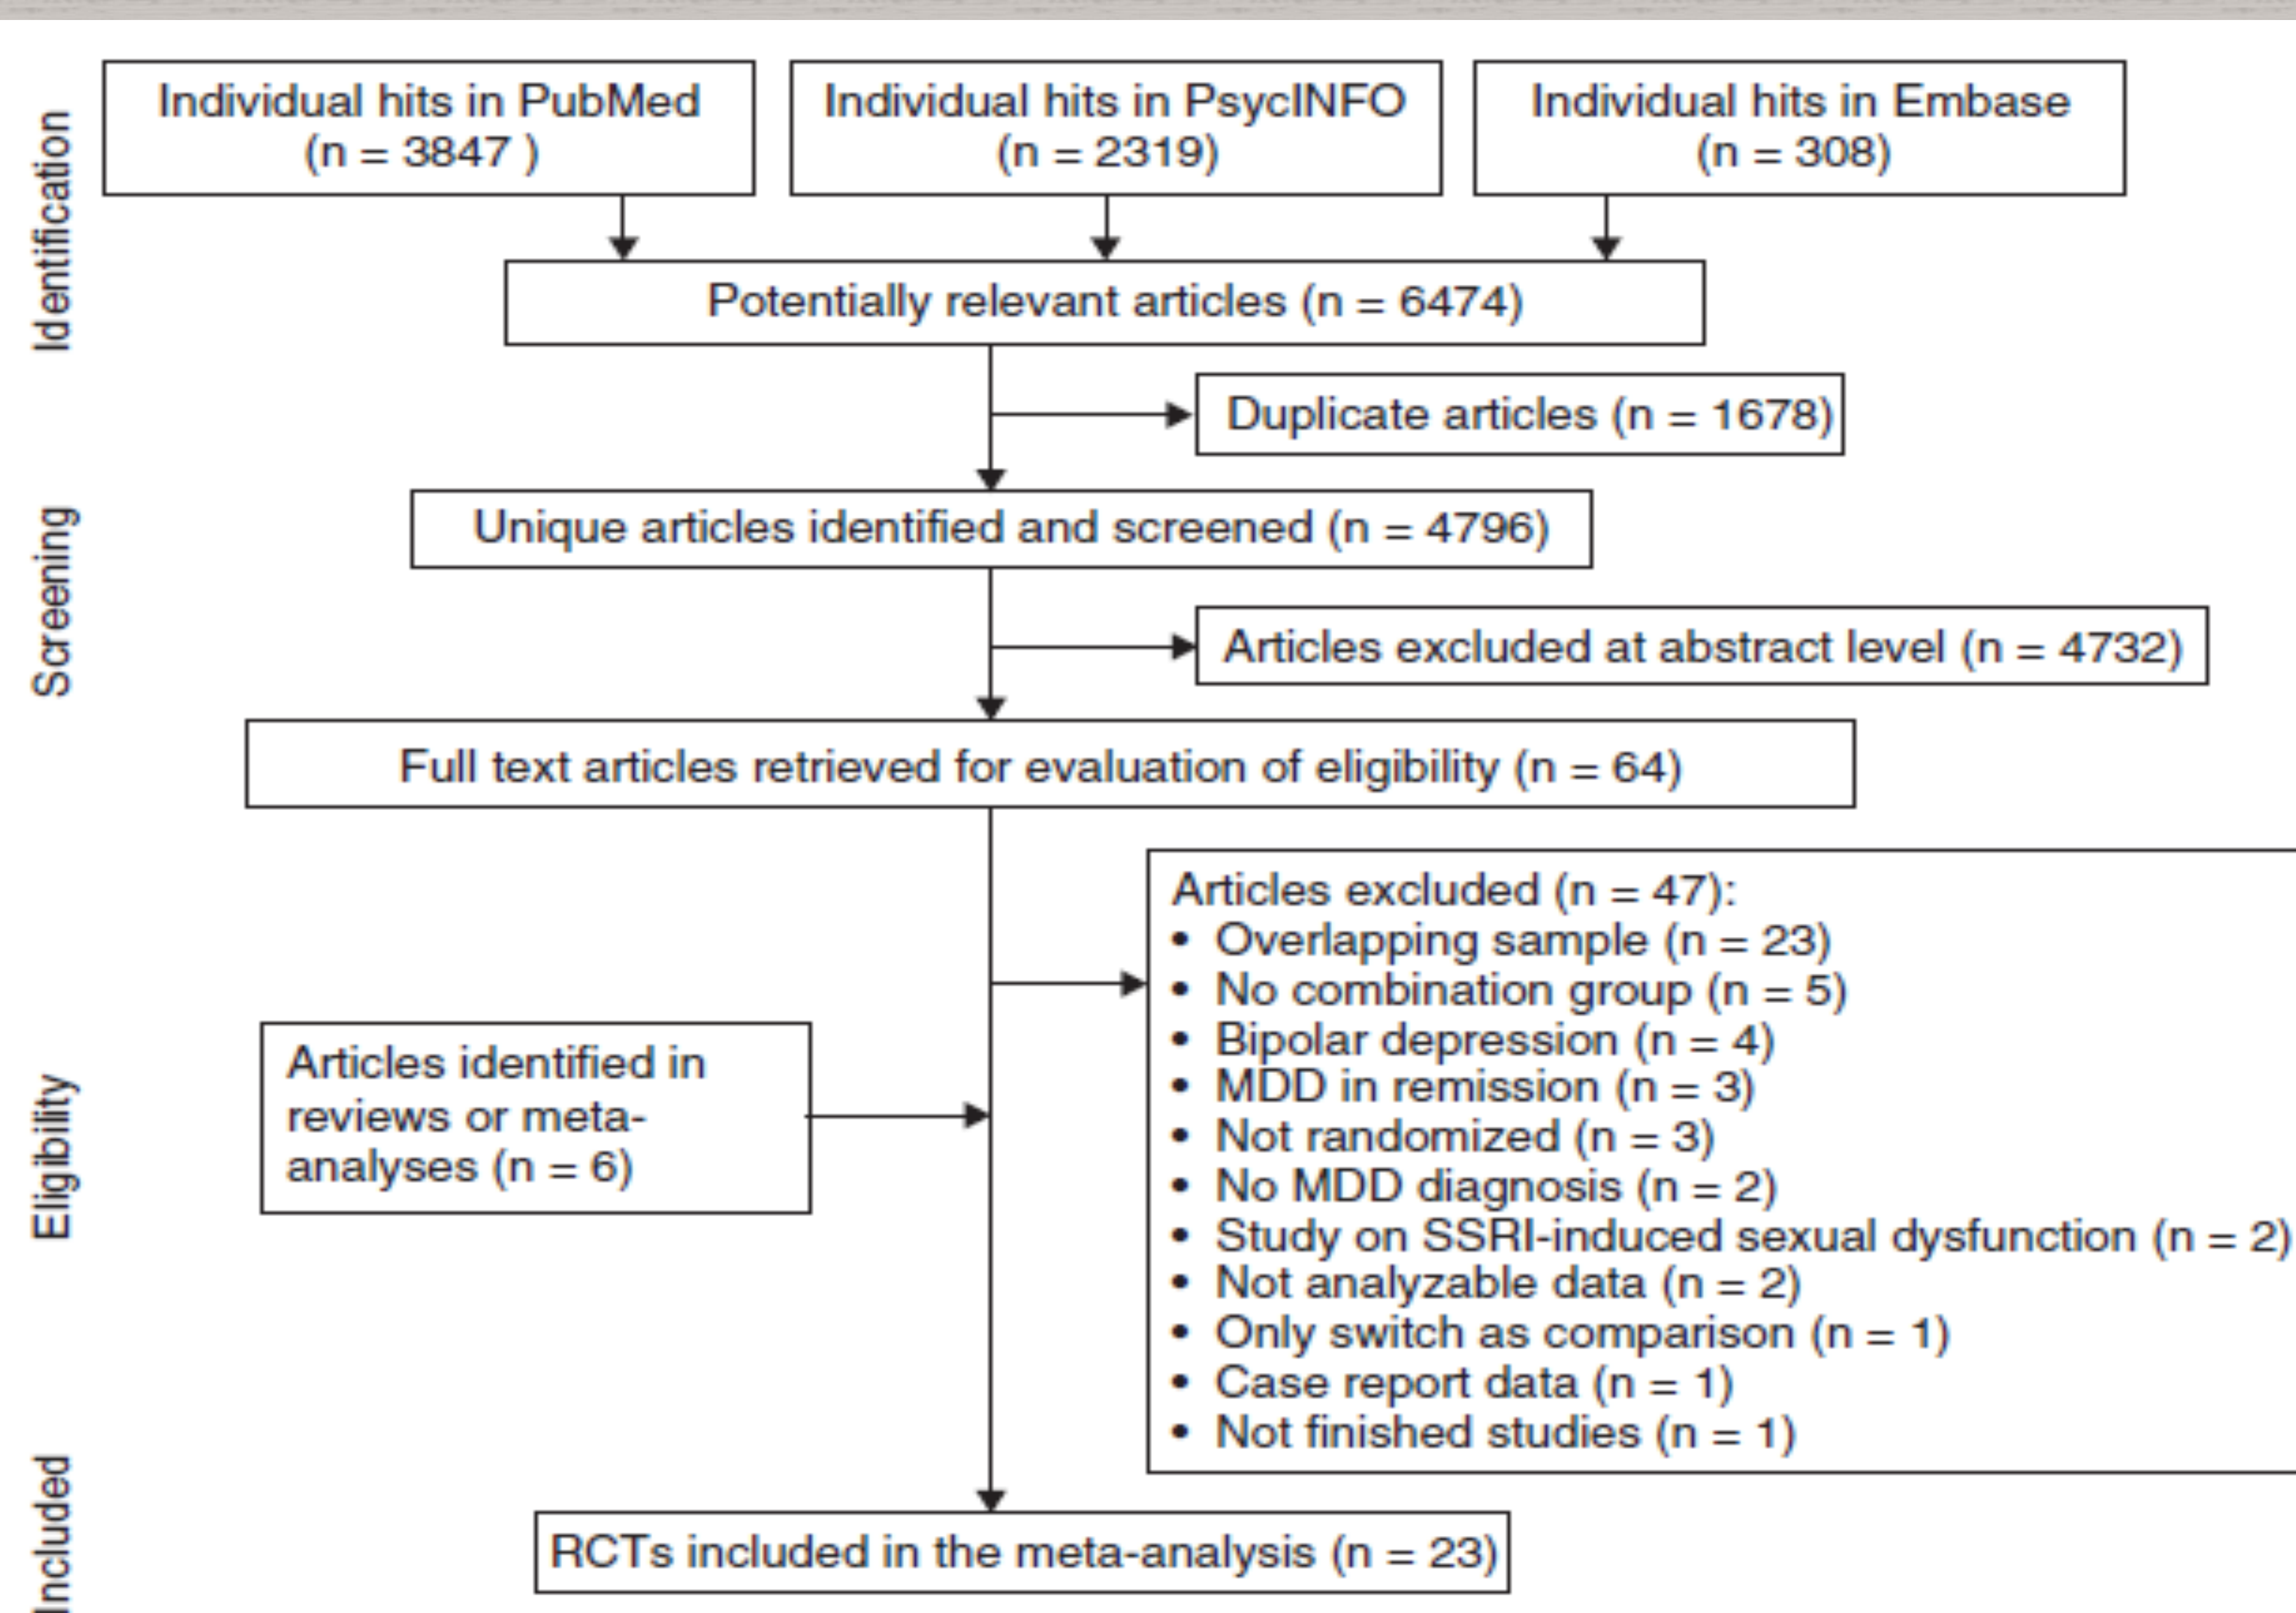 Identification
Individual hits in PubMed
(n = 3847 )
Individual hits in PsycINFO
(n = 2319)
Individual hits in Embase
(n = 308)
Potentially relevant articles (n = 6474)
Duplicate articles (n = 1678)
Screening
Unique articles identified and screened (n = 4796)
Articles excluded at abstract level (n = 4732)
Full text articles retrieved for evaluation of eligibility (n = 64)
Eligibility
Articles excluded (n = 47):
• Overlapping sample (n = 23)
• No combination group (n = 5)
• Bipolar depression (n = 4)
• MDD in remission (n = 3)
• Not randomized (n = 3)
• No MDD diagnosis (n = 2)
• Study on SSRI-induced sexual dysfunction (n = 2)
• Not analyzable data (n = 2)
• Only switch as comparison (n = 1)
• Case report data (n = 1)
• Not finished studies (n = 1)
Articles identified in
reviews or meta-
analyses (n = 6)
Included
RCTs included in the meta-analysis (n = 23)